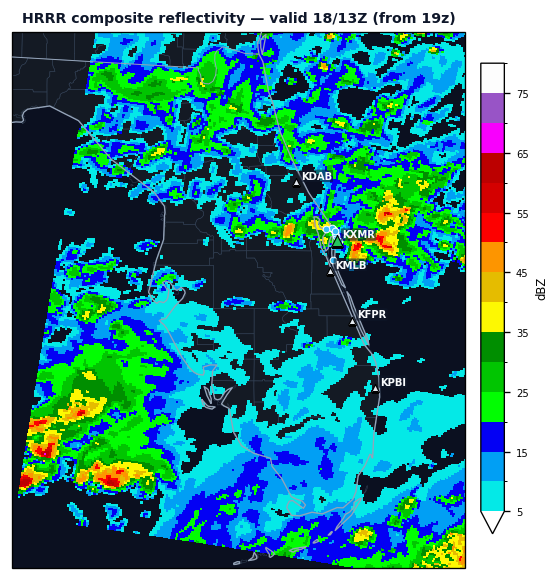 HRRR composite reflectivity — valid 18/13Z (from 19z)
KDAB
KXMR
KMLB
KFPR
KPBI
75
65
55
45
35
25
15
5
dBZ